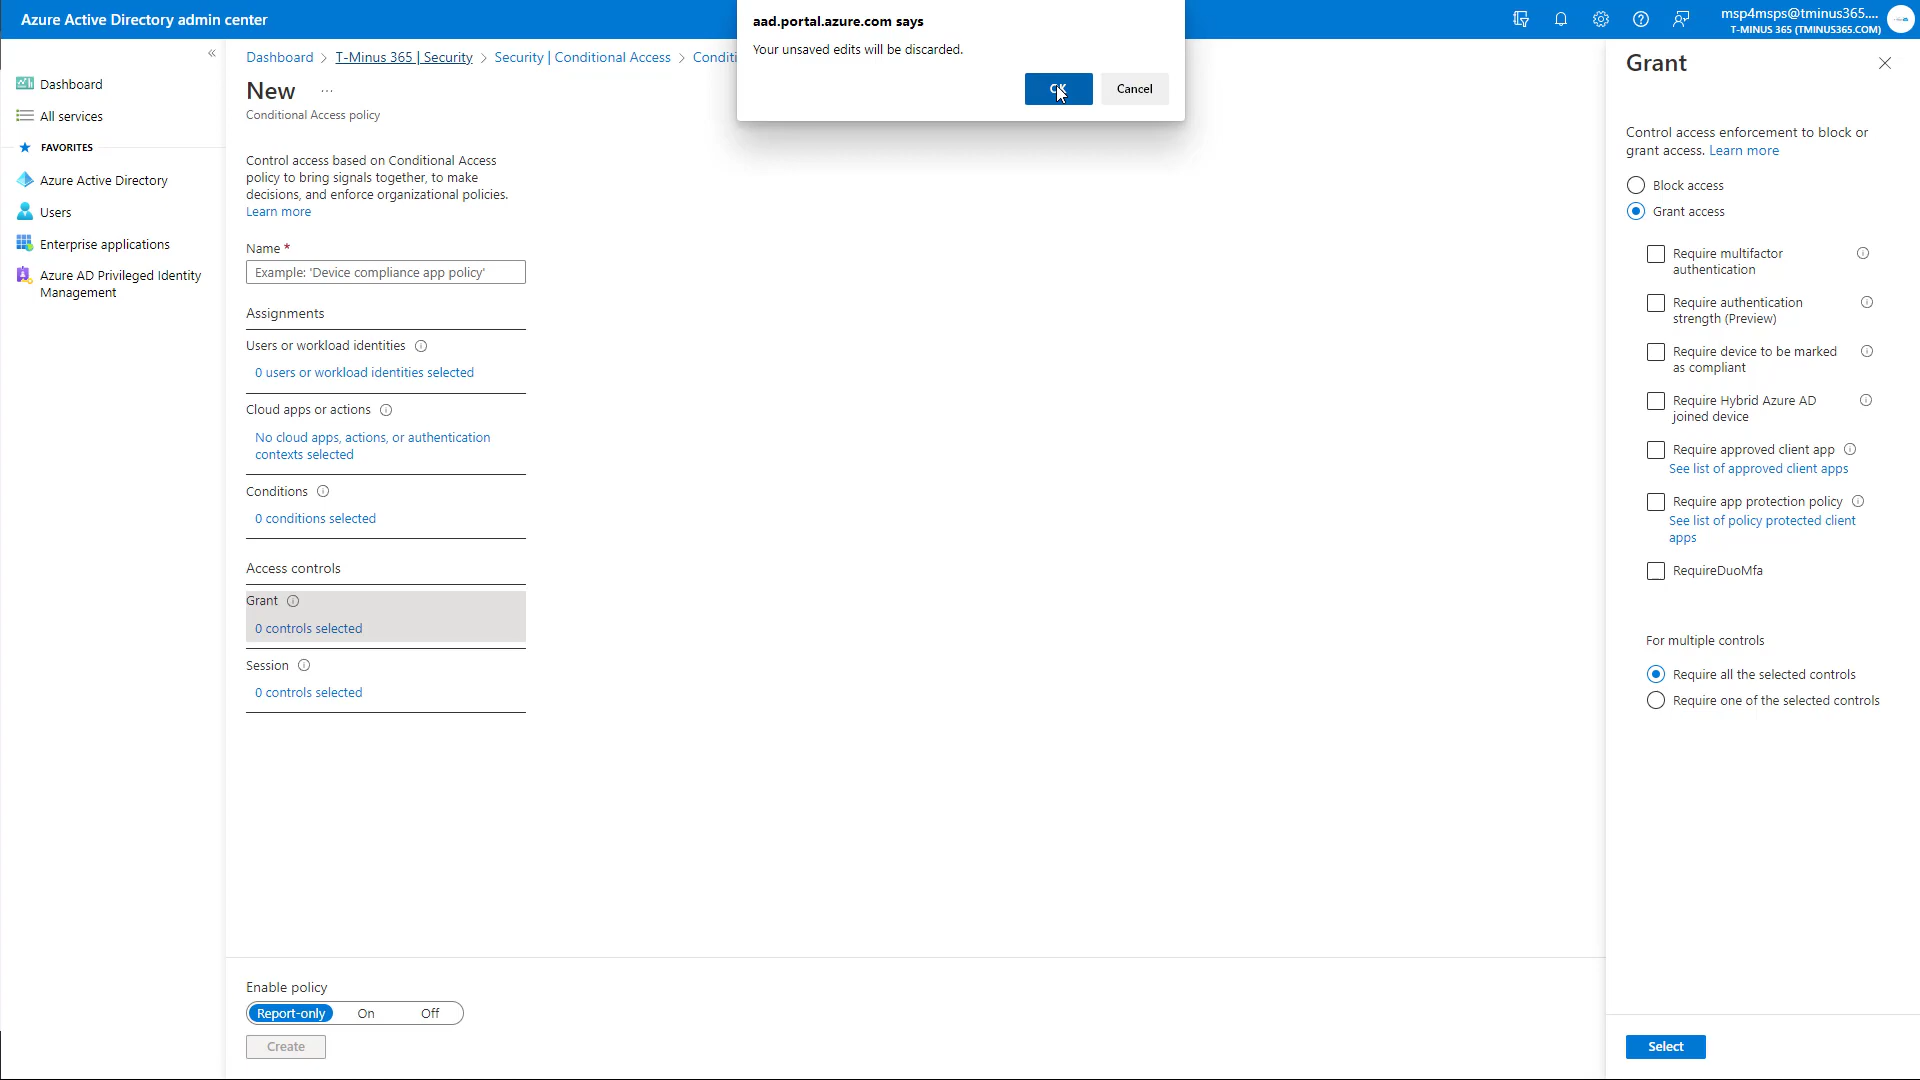 Azure Active Directory admin center
aad.portal.azure.com says
Your unsaved edits will be discarded.
OK
Cancel
msp4msps@tminus365....
T-MINUS 365 (TMINUS365.COM)
Dashboard
All services
FAVORITES
Azure Active Directory
Users
Enterprise applications
Azure AD Privileged Identity
Management
Dashboard > T-Minus 365 | Security > Security | Conditional Access > Conditi
New ...
Conditional Access policy
Control access based on Conditional Access
policy to bring signals together, to make
decisions, and enforce organizational policies.
Learn more
Name *
Example: 'Device compliance app policy'
Assignments
Users or workload identities
0 users or workload identities selected
Cloud apps or actions
No cloud apps, actions, or authentication
contexts selected
Conditions
0 conditions selected
Access controls
Grant
0 controls selected
Session
0 controls selected
Enable policy
Report-only On Off
Create
Grant
Control access enforcement to block or
grant access. Learn more
Block access
Grant access
Require multifactor
authentication
Require authentication
strength (Preview)
Require device to be marked
as compliant
Require Hybrid Azure AD
joined device
Require approved client app
See list of approved client apps
Require app protection policy
See list of policy protected client
apps
RequireDuoMfa
For multiple controls
Require all the selected controls
Require one of the selected controls
Select